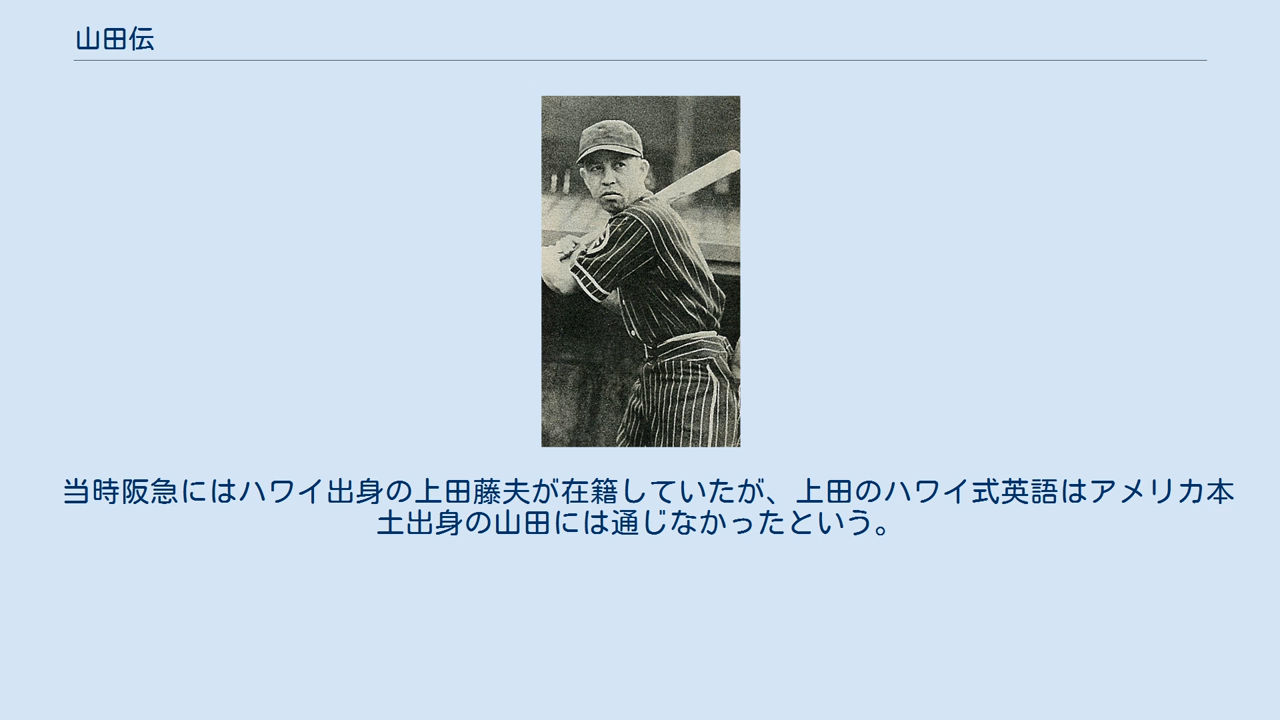 山田伝
当時阪急にはハワイ出身の上田藤夫が在籍していたが、上田のハワイ式英語はアメリカ本
土出身の山田には通じなかったという。